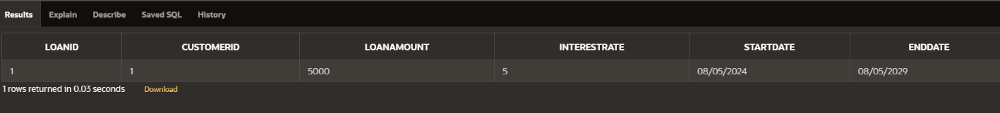 Results Explain Describe Saved SQL History
LOANID CUSTOMERID LOANAMOUNT INTERESTRATE STARTDATE ENDDATE
1 1 5000 5 08/05/2024 08/05/2029
1 rows returned in 0.03 seconds Download